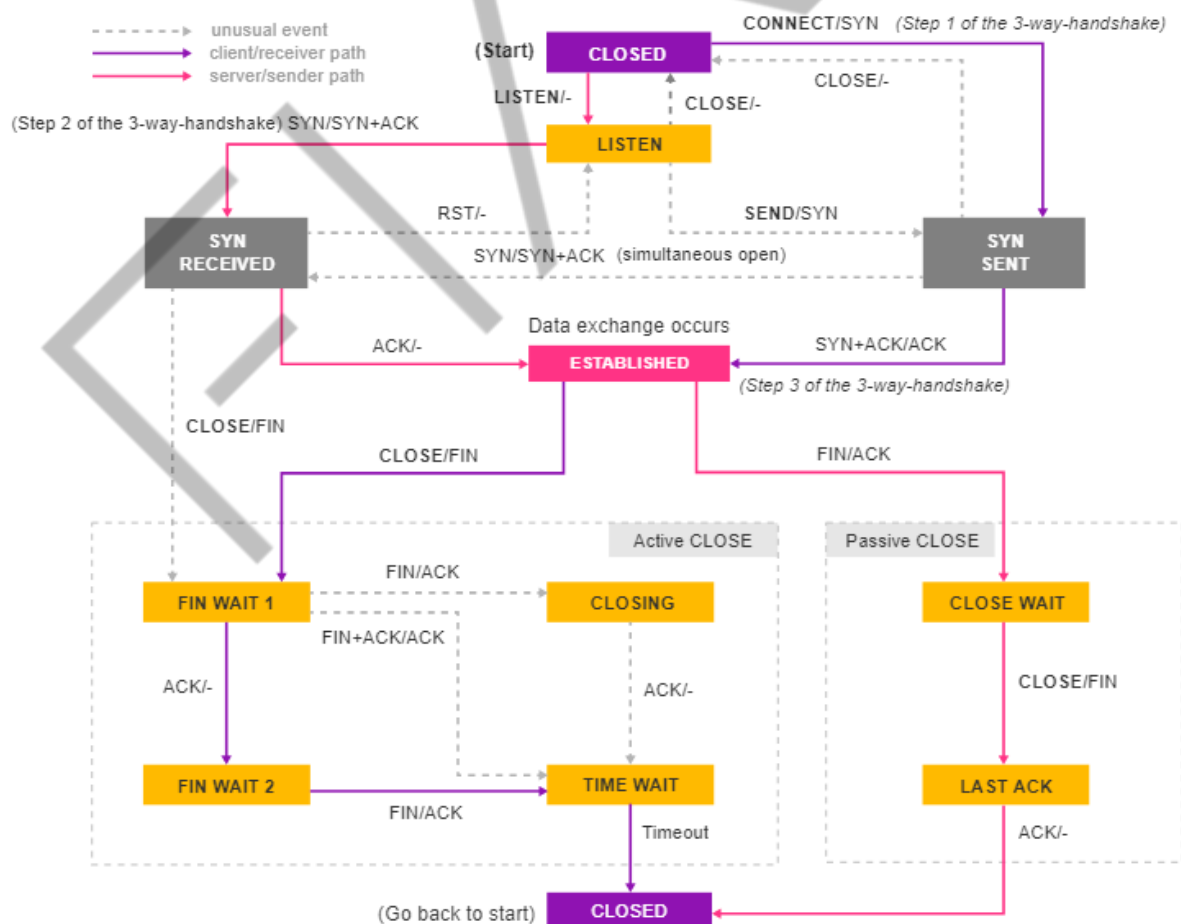 unusual event
client/receiver path
server/sender path
CONNECT/SYN (Step 1 of the 3-way-handshake)
(Start)
CLOSED
CLOSE/-
LISTEN/-
CLOSE/-
(Step 2 of the 3-way-handshake) SYN/SYN+ACK
LISTEN
RST/-
SEND/SYN
SYN
RECEIVED
SYN
SENT
SYN/SYN+ACK (simultaneous open)
Data exchange occurs
ACK/-
SYN+ACK/ACK
ESTABLISHED
(Step 3 of the 3-way-handshake)
CLOSE/FIN
CLOSE/FIN
FIN/ACK
Active CLOSE
Passive CLOSE
FIN/ACK
FIN WAIT 1
CLOSING
CLOSE WAIT
FIN+ACK/ACK
ACK/-
ACK/-
CLOSE/FIN
FIN WAIT 2
TIME WAIT
LAST ACK
FIN/ACK
Timeout
ACK/-
(Go back to start)
CLOSED